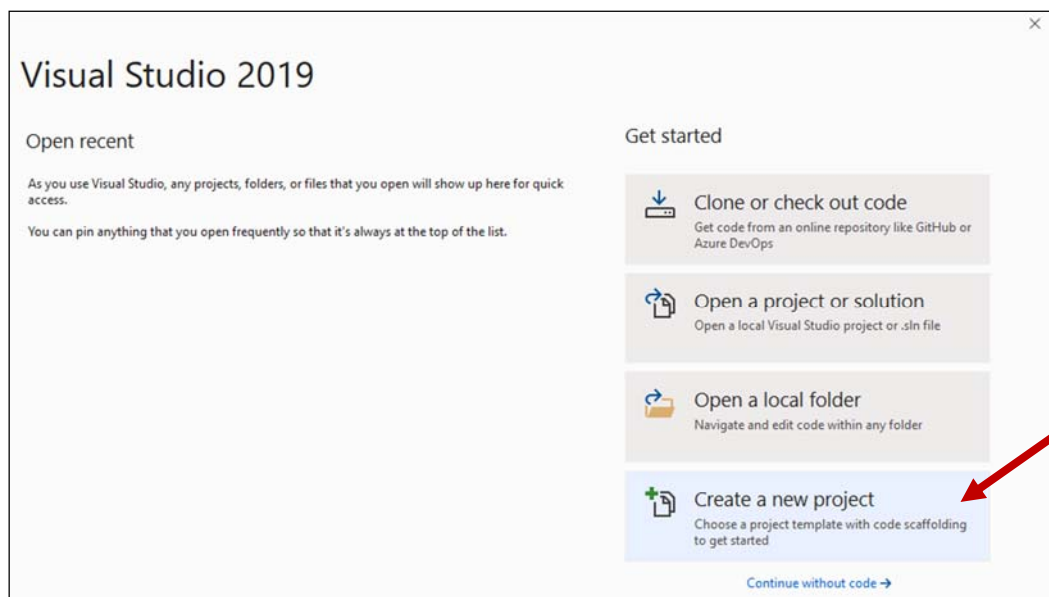 Visual Studio 2019
Open recent
As you use Visual Studio, any projects, folders, or files that you open will show up here for quick
access.
You can pin anything that you open frequently so that it's always at the top of the list.
Get started
Clone or check out code
Get code from an online repository like GitHub or
Azure DevOps
Open a project or solution
Open a local Visual Studio project or .sln file
Open a local folder
Navigate and edit code within any folder
Create a new project
Choose a project template with code scaffolding
to get started
Continue without code →